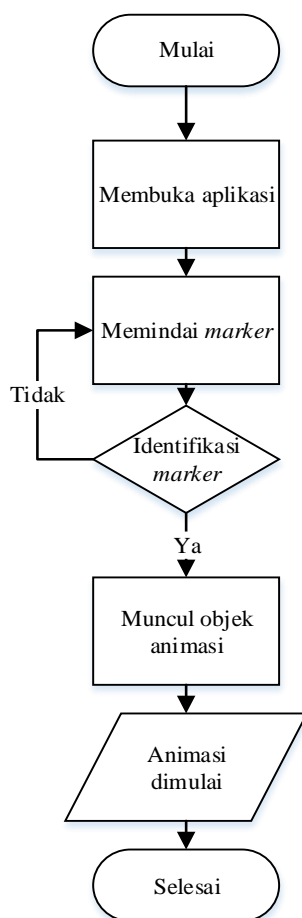 Mulai
Membuka aplikasi
Memindai marker
Tidak
Identifikasi
marker
Ya
Muncul objek
animasi
Animasi
dimulai
Selesai